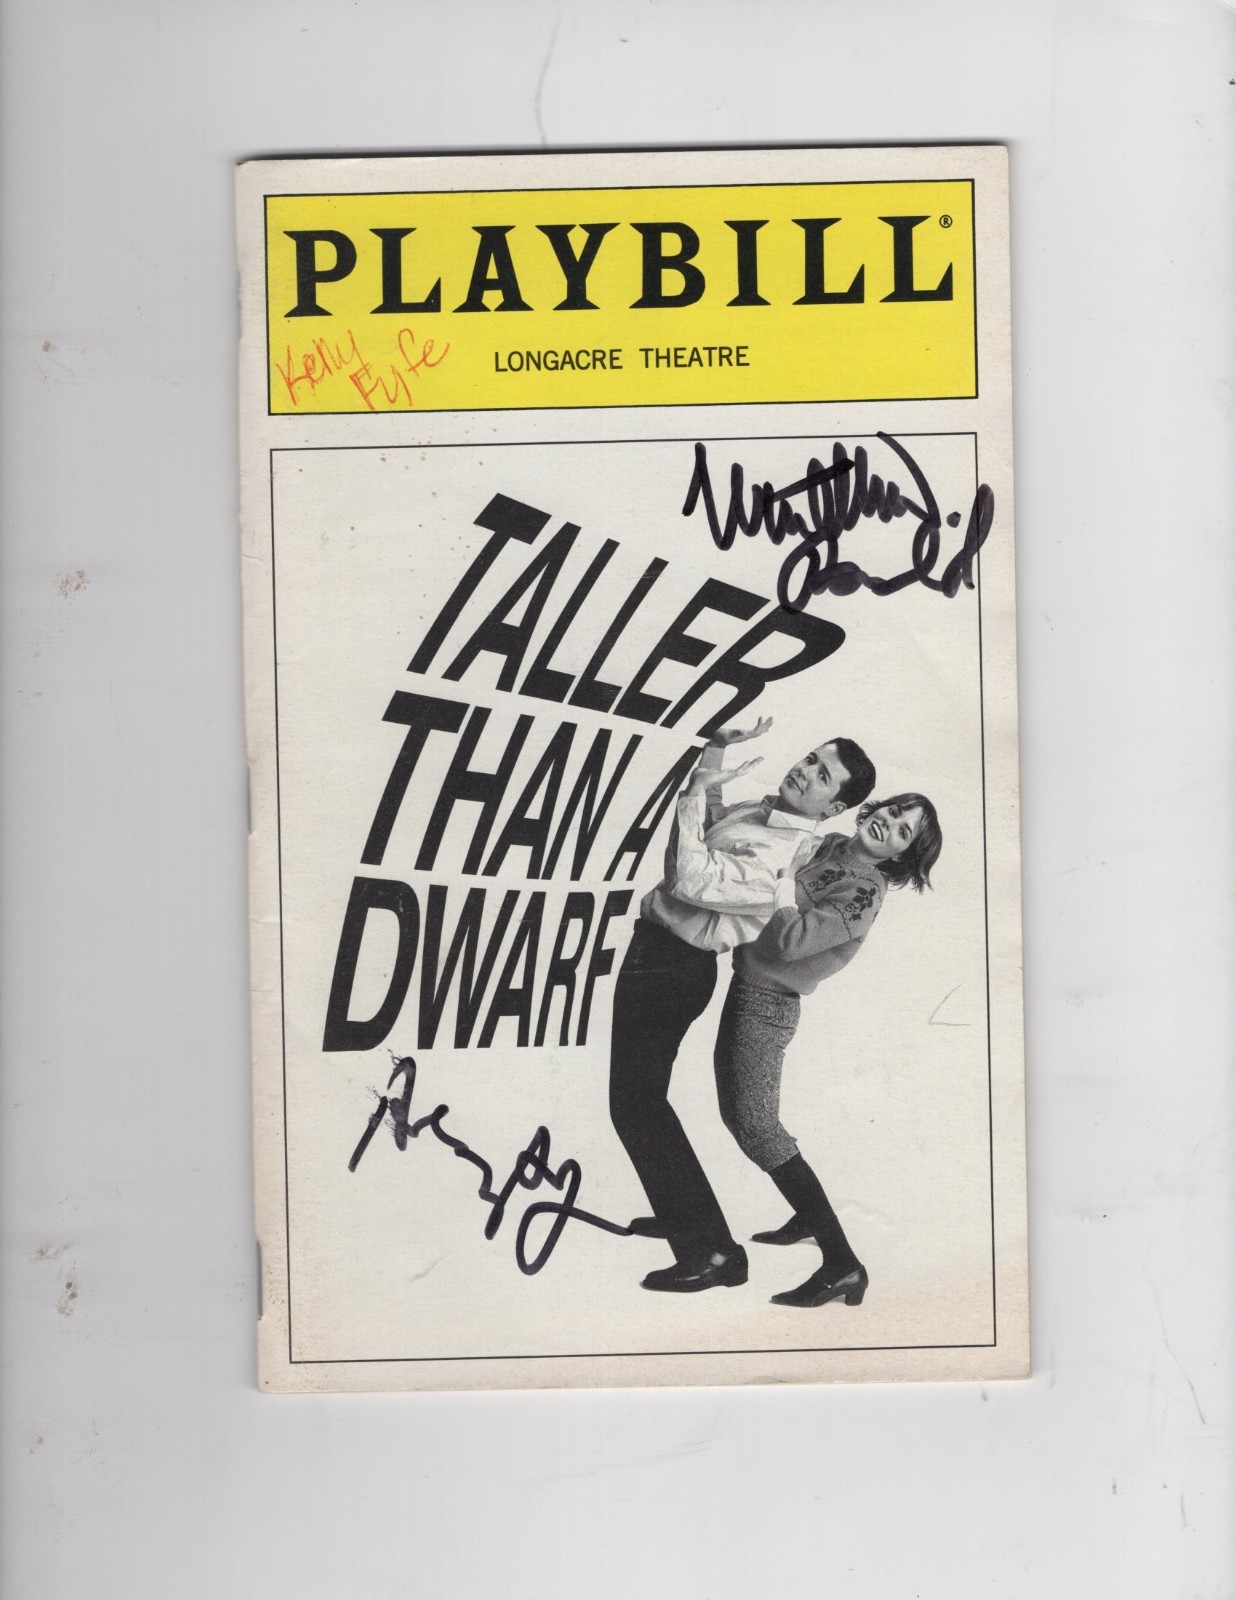 PLAYBILL®
Kelly
Fyfe
LONGACRE THEATRE
TALLER
THAN A
DWARF